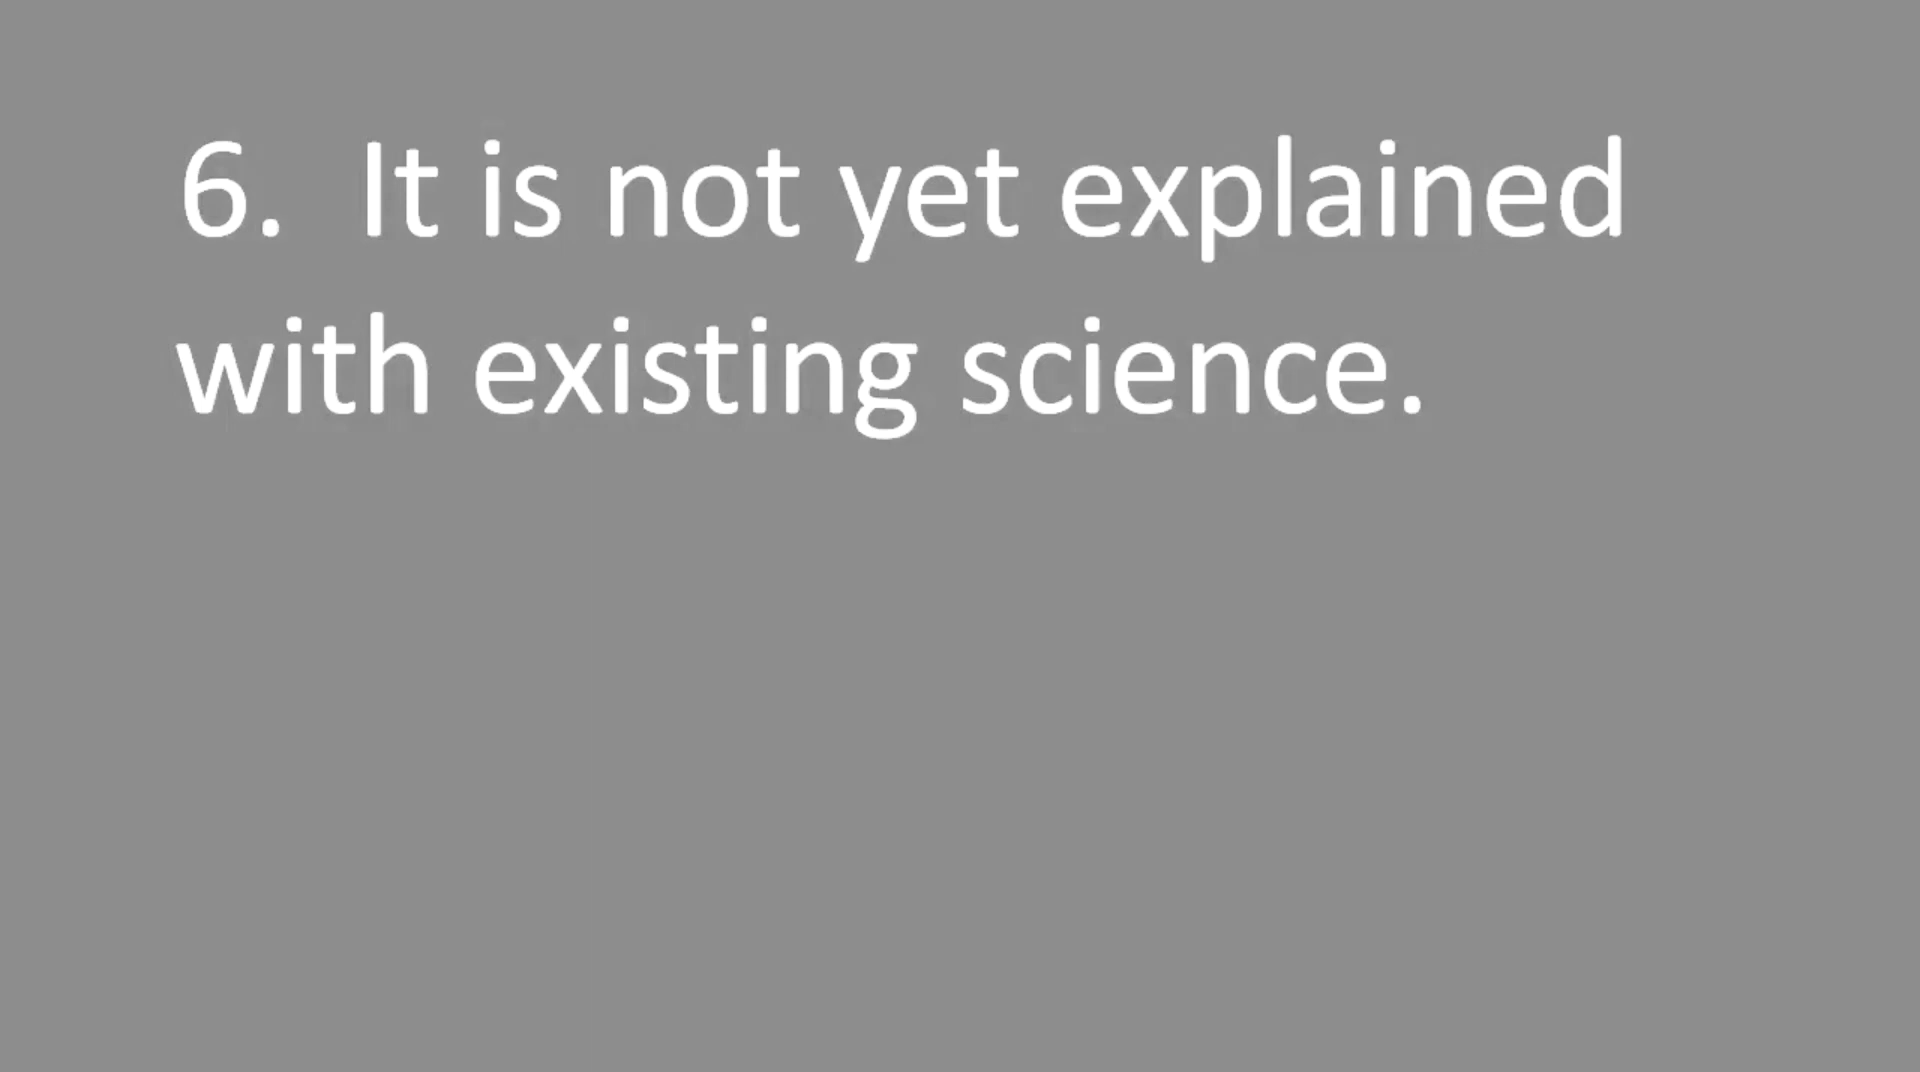 6. It is not yet explained
with existing science.